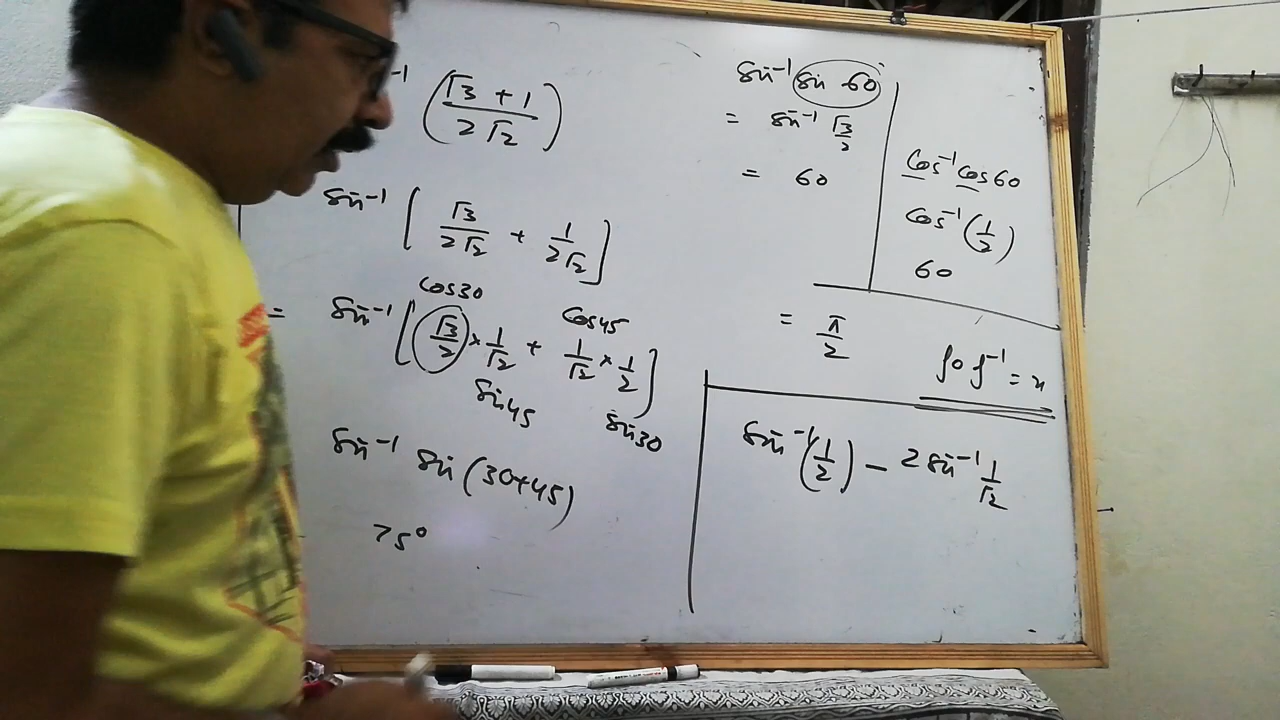 ⁻¹ (√3 + 1 / 2√2)
sin⁻¹ [√3 / 2√2 + 1 / 2√2]
cos30 cos45
= sin⁻¹ [√3/2 × 1/√2 + 1/√2 × 1/2]
sin45 sin30
sin⁻¹ sin (30+45)
75°
sin⁻¹ sin 60
= sin⁻¹ √3/2
= 60
cos⁻¹ cos60
cos⁻¹ (1/2)
60
= π/2
fof⁻¹ = x
sin⁻¹(1/2) − 2 sin⁻¹ 1/√2